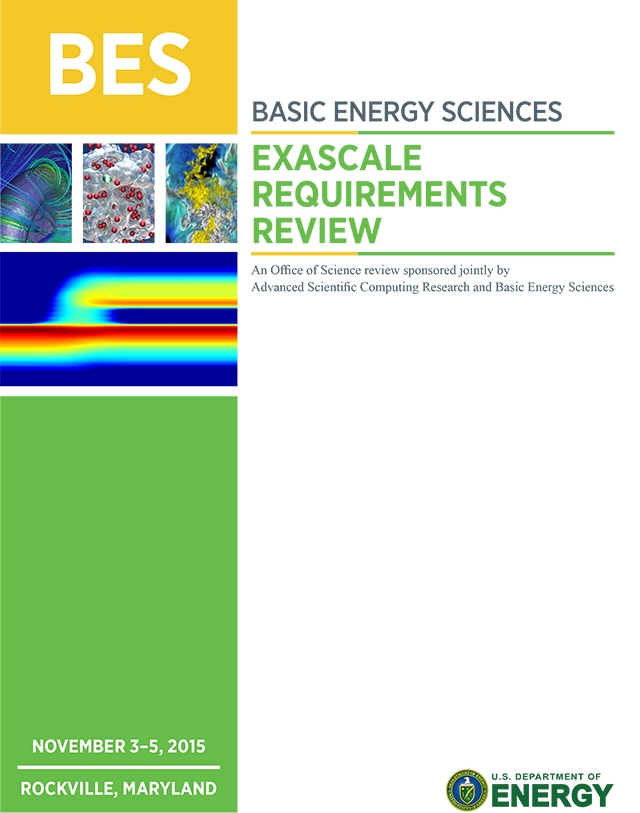 BES
BASIC ENERGY SCIENCES
EXASCALE
REQUIREMENTS
REVIEW
An Office of Science review sponsored jointly by
Advanced Scientific Computing Research and Basic Energy Sciences
NOVEMBER 3–5, 2015
ROCKVILLE, MARYLAND
U.S. DEPARTMENT OF
ENERGY